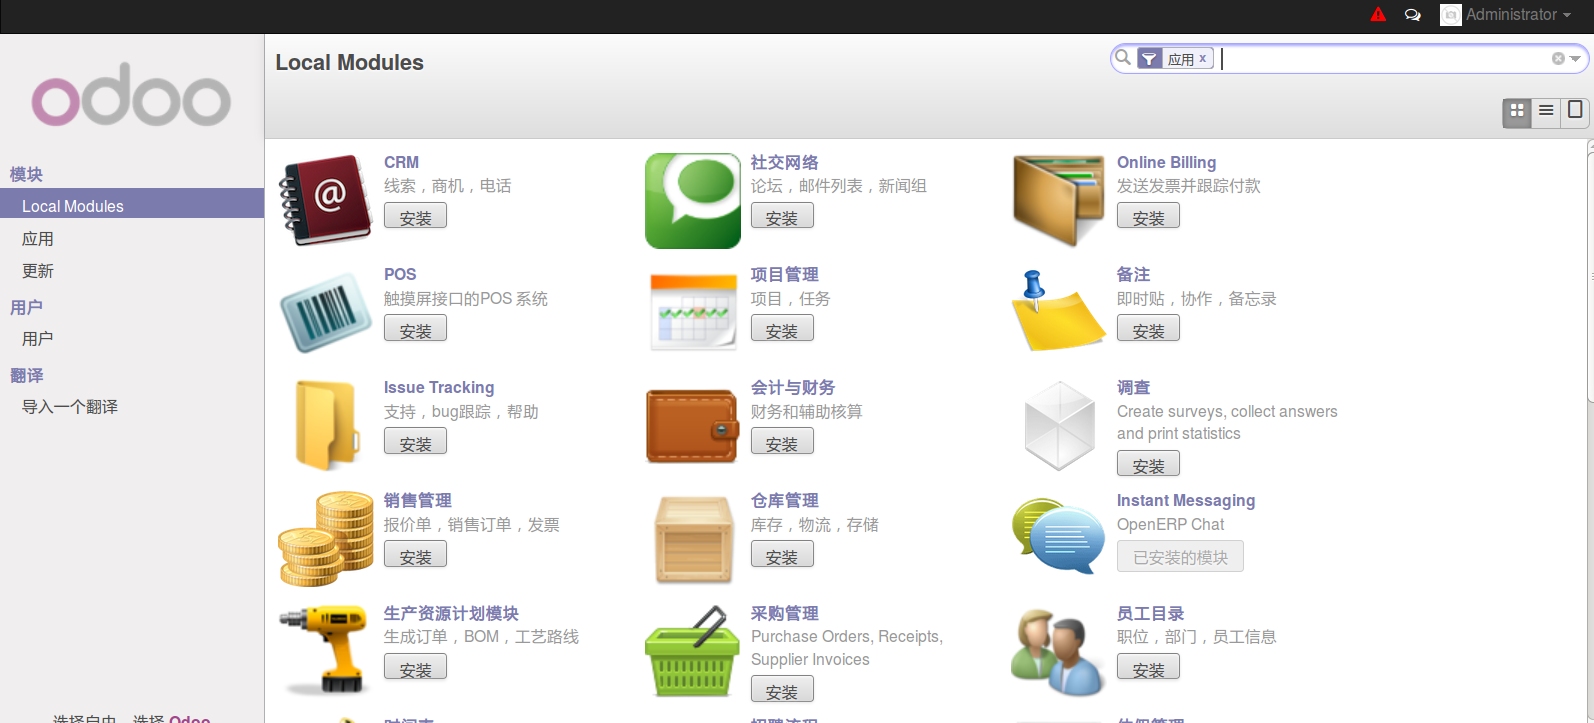 Administrator
odoo
Local Modules
应用 x
模块
Local Modules
应用
更新
用户
用户
翻译
导入一个翻译
CRM
线索，商机，电话
安装
社交网络
论坛，邮件列表，新闻组
安装
Online Billing
发送发票并跟踪付款
安装
POS
触摸屏接口的POS 系统
安装
项目管理
项目，任务
安装
备注
即时贴，协作，备忘录
安装
Issue Tracking
支持，bug跟踪，帮助
安装
会计与财务
财务和辅助核算
安装
调查
Create surveys, collect answers
and print statistics
安装
销售管理
报价单，销售订单，发票
安装
仓库管理
库存，物流，存储
安装
Instant Messaging
OpenERP Chat
已安装的模块
生产资源计划模块
生成订单，BOM，工艺路线
安装
采购管理
Purchase Orders, Receipts,
Supplier Invoices
安装
员工目录
职位，部门，员工信息
安装
选择自由，选择 Odoo
时间表
招聘流程
休假管理